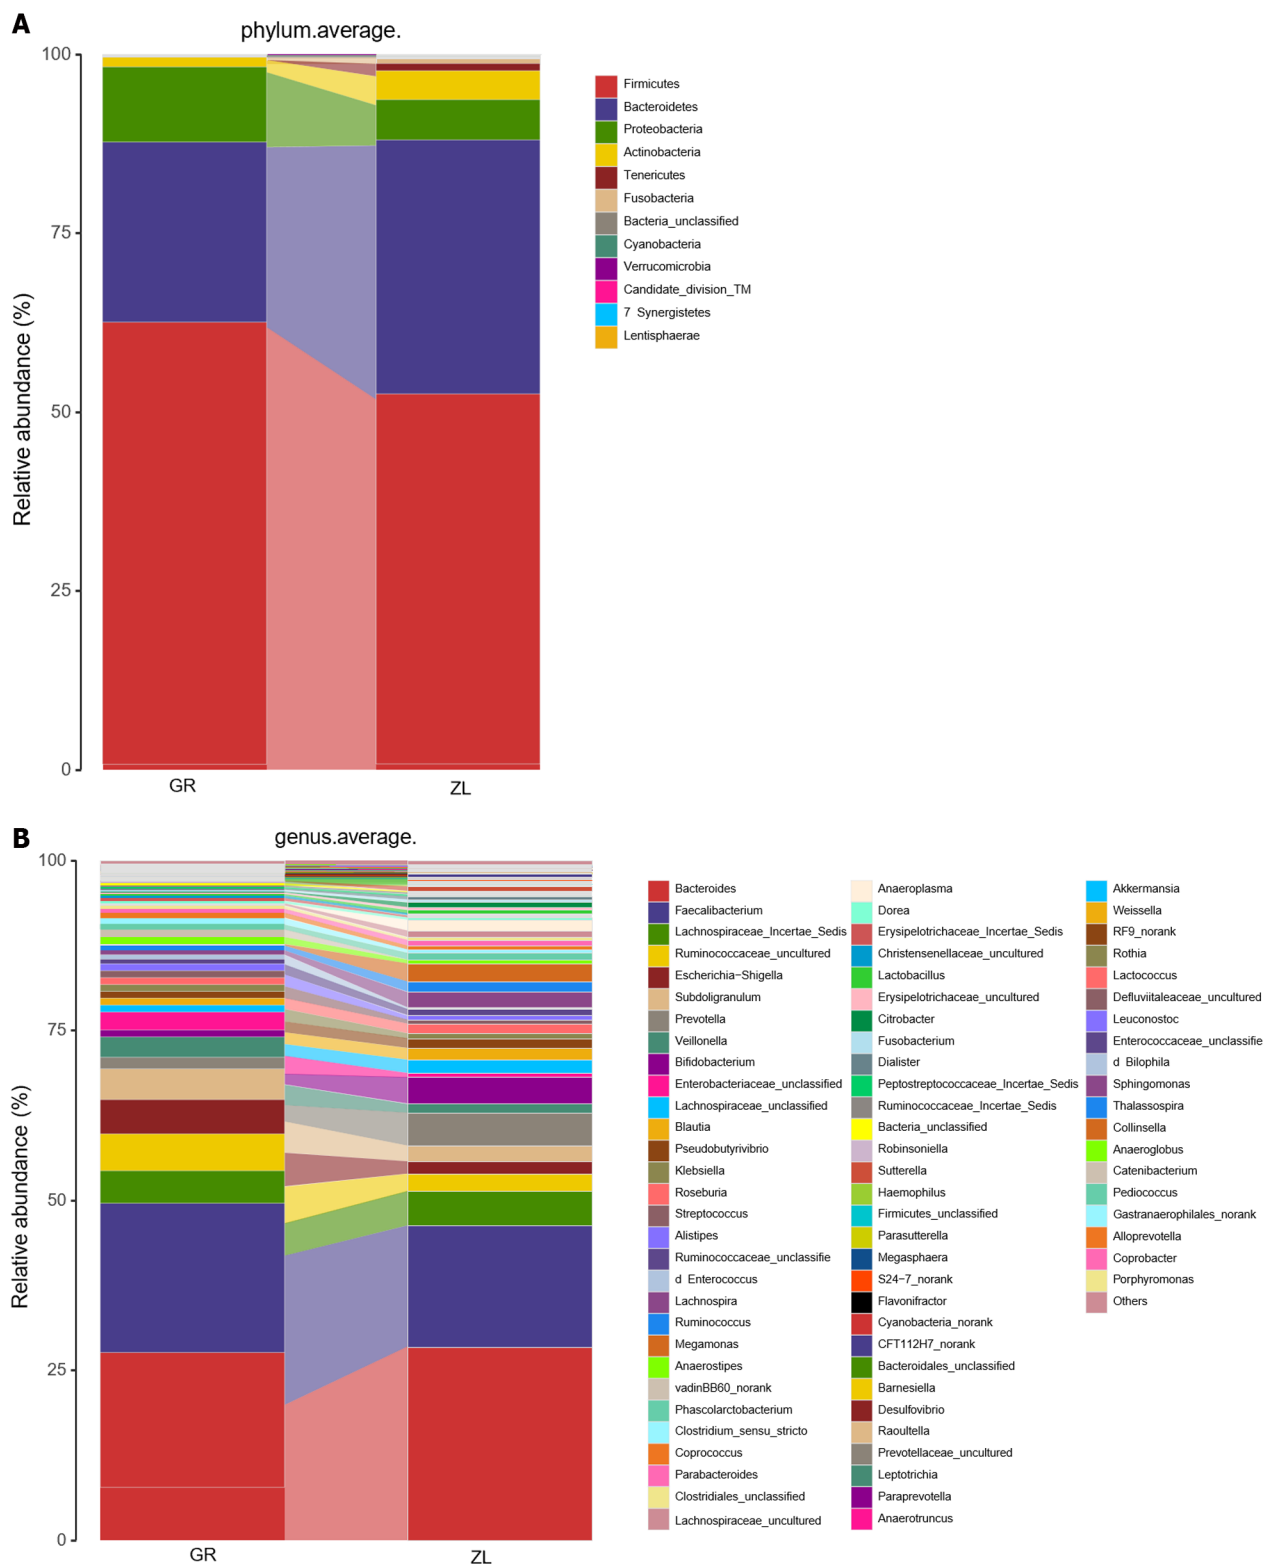 A
phylum.average.
100
75
50
25
0
Relative abundance (%)
GR
ZL
Firmicutes
Bacteroidetes
Proteobacteria
Actinobacteria
Tenericutes
Fusobacteria
Bacteria_unclassified
Cyanobacteria
Verrucomicrobia
Candidate_division_TM
7 Synergistetes
Lentisphaerae
B
genus.average.
100
75
50
25
0
Relative abundance (%)
GR
ZL
Bacteroides
Faecalibacterium
Lachnospiraceae_Incertae_Sedis
Ruminococcaceae_uncultured
Escherichia−Shigella
Subdoligranulum
Prevotella
Veillonella
Bifidobacterium
Enterobacteriaceae_unclassified
Lachnospiraceae_unclassified
Blautia
Pseudobutyrivibrio
Klebsiella
Roseburia
Streptococcus
Alistipes
Ruminococcaceae_unclassifie
d Enterococcus
Lachnospira
Ruminococcus
Megamonas
Anaerostipes
vadinBB60_norank
Phascolarctobacterium
Clostridium_sensu_stricto
Coprococcus
Parabacteroides
Clostridiales_unclassified
Lachnospiraceae_uncultured
Anaeroplasma
Dorea
Erysipelotrichaceae_Incertae_Sedis
Christensenellaceae_uncultured
Lactobacillus
Erysipelotrichaceae_uncultured
Citrobacter
Fusobacterium
Dialister
Peptostreptococcaceae_Incertae_Sedis
Ruminococcaceae_Incertae_Sedis
Bacteria_unclassified
Robinsoniella
Sutterella
Haemophilus
Firmicutes_unclassified
Parasutterella
Megasphaera
S24−7_norank
Flavonifractor
Cyanobacteria_norank
CFT112H7_norank
Bacteroidales_unclassified
Barnesiella
Desulfovibrio
Raoultella
Prevotellaceae_uncultured
Leptotrichia
Paraprevotella
Anaerotruncus
Akkermansia
Weissella
RF9_norank
Rothia
Lactococcus
Defluviitaleaceae_uncultured
Leuconostoc
Enterococcaceae_unclassifie
d Bilophila
Sphingomonas
Thalassospira
Collinsella
Anaeroglobus
Catenibacterium
Pediococcus
Gastranaerophilales_norank
Alloprevotella
Coprobacter
Porphyromonas
Others